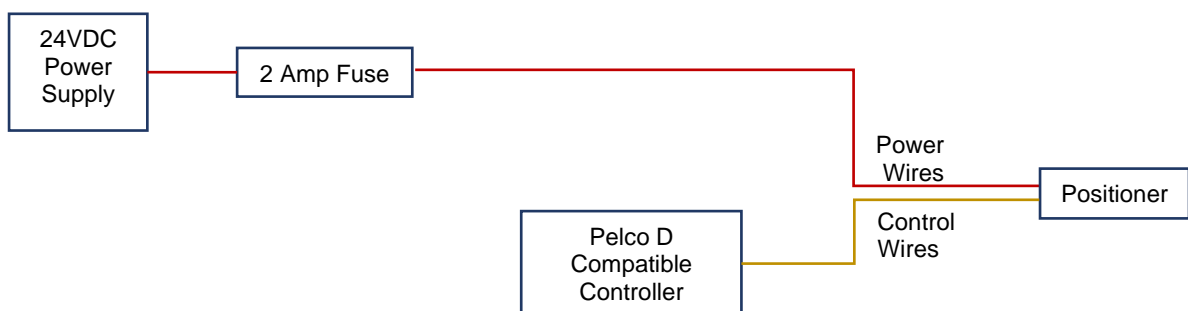 24VDC
Power
Supply
2 Amp Fuse
Power
Wires
Positioner
Control
Wires
Pelco D
Compatible
Controller